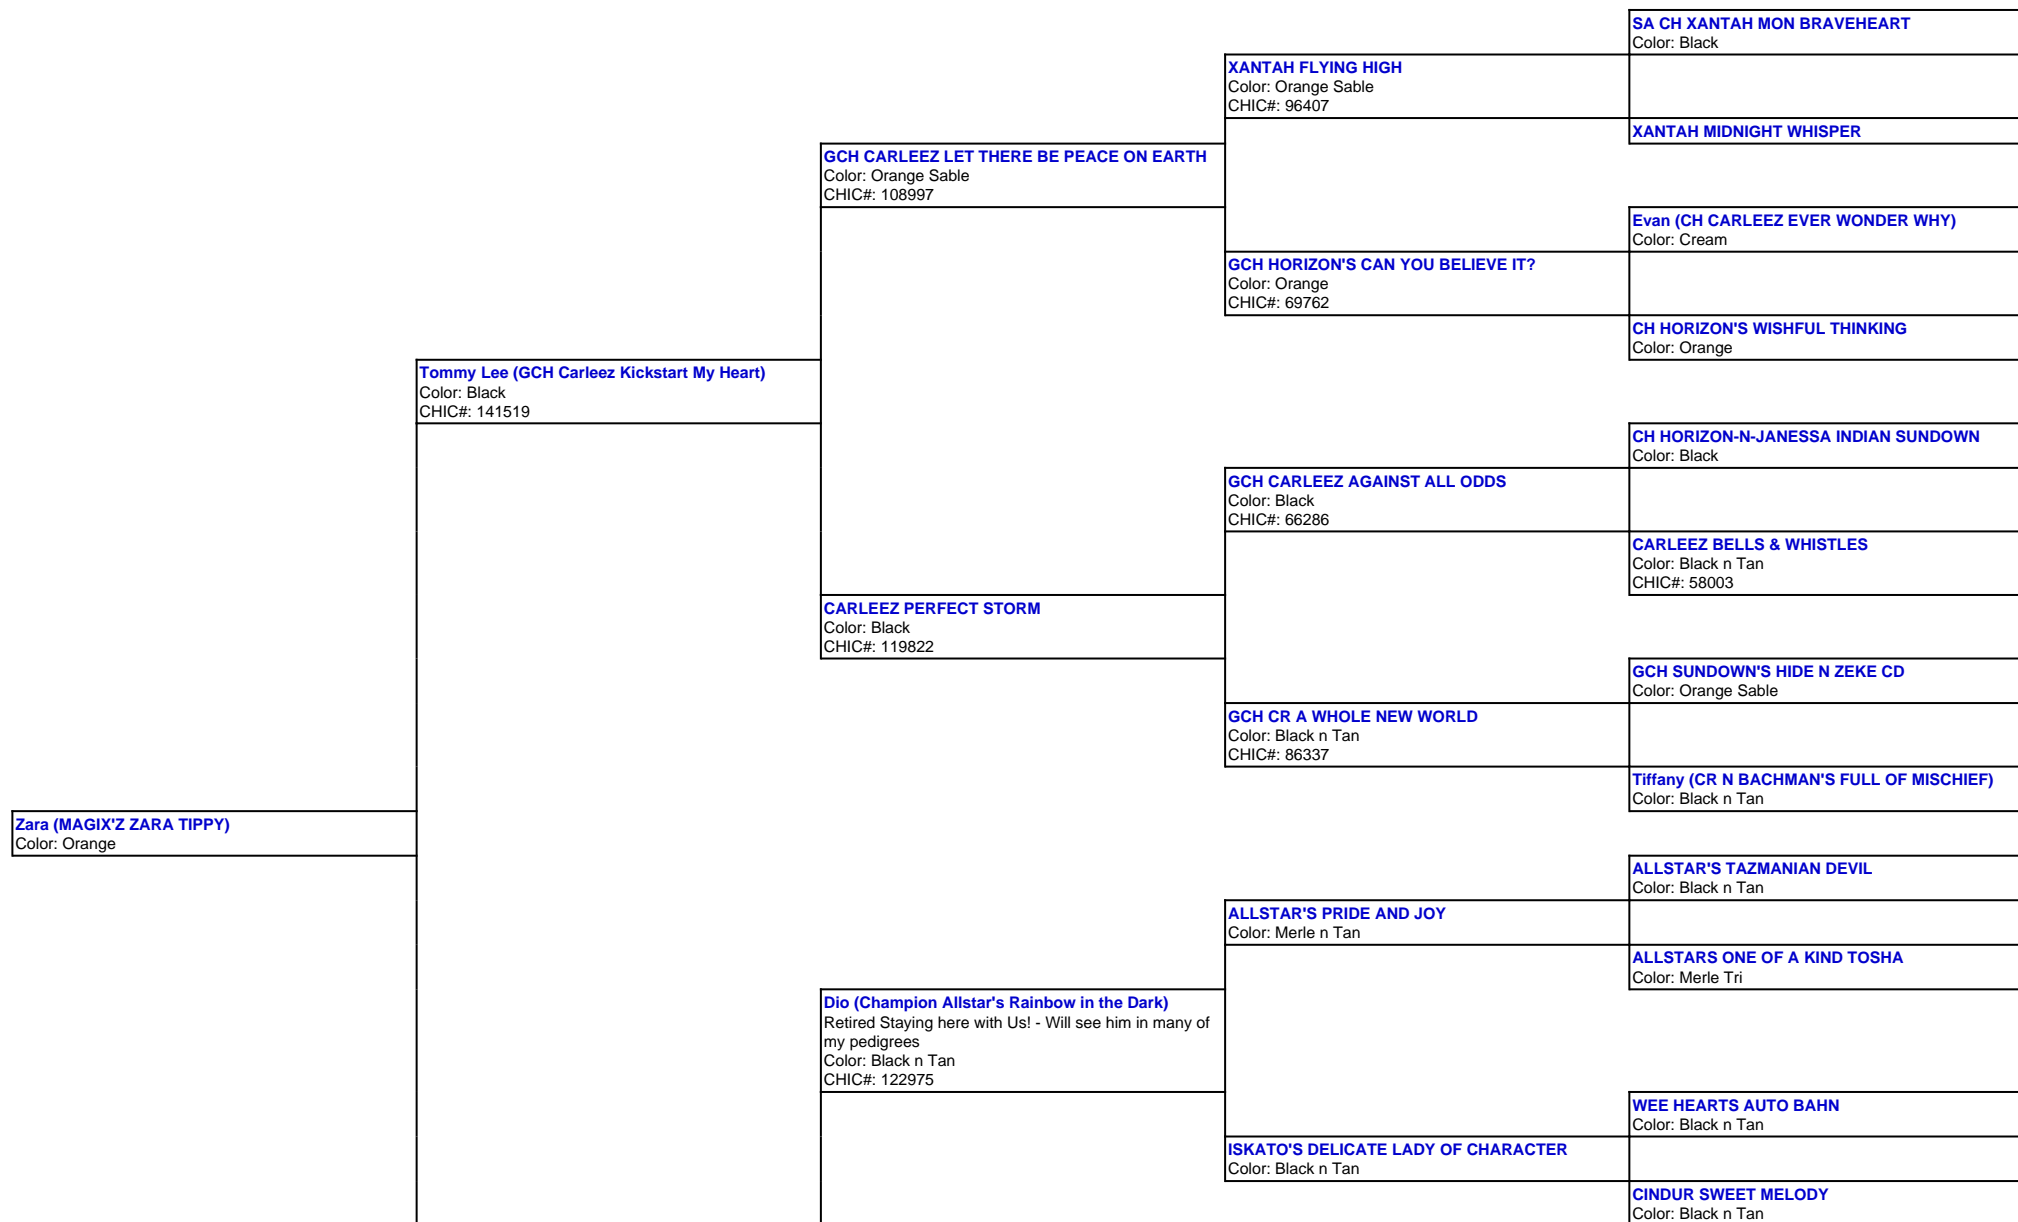 SA CH XANTAH MON BRAVEHEART
Color: Black
XANTAH FLYING HIGH
Color: Orange Sable
CHIC#: 96407
XANTAH MIDNIGHT WHISPER
GCH CARLEEZ LET THERE BE PEACE ON EARTH
Color: Orange Sable
CHIC#: 108997
Evan (CH CARLEEZ EVER WONDER WHY)
Color: Cream
GCH HORIZON'S CAN YOU BELIEVE IT?
Color: Orange
CHIC#: 69762
CH HORIZON'S WISHFUL THINKING
Color: Orange
Tommy Lee (GCH Carleez Kickstart My Heart)
Color: Black
CHIC#: 141519
CH HORIZON-N-JANESSA INDIAN SUNDOWN
Color: Black
GCH CARLEEZ AGAINST ALL ODDS
Color: Black
CHIC#: 66286
CARLEEZ BELLS & WHISTLES
Color: Black n Tan
CHIC#: 58003
CARLEEZ PERFECT STORM
Color: Black
CHIC#: 119822
GCH SUNDOWN'S HIDE N ZEKE CD
Color: Orange Sable
GCH CR A WHOLE NEW WORLD
Color: Black n Tan
CHIC#: 86337
Tiffany (CR N BACHMAN'S FULL OF MISCHIEF)
Color: Black n Tan
Zara (MAGIX'Z ZARA TIPPY)
Color: Orange
ALLSTAR'S TAZMANIAN DEVIL
Color: Black n Tan
ALLSTAR'S PRIDE AND JOY
Color: Merle n Tan
ALLSTARS ONE OF A KIND TOSHA
Color: Merle Tri
Dio (Champion Allstar's Rainbow in the Dark)
Retired Staying here with Us! - Will see him in many of
my pedigrees
Color: Black n Tan
CHIC#: 122975
WEE HEARTS AUTO BAHN
Color: Black n Tan
ISKATO'S DELICATE LADY OF CHARACTER
Color: Black n Tan
CINDUR SWEET MELODY
Color: Black n Tan